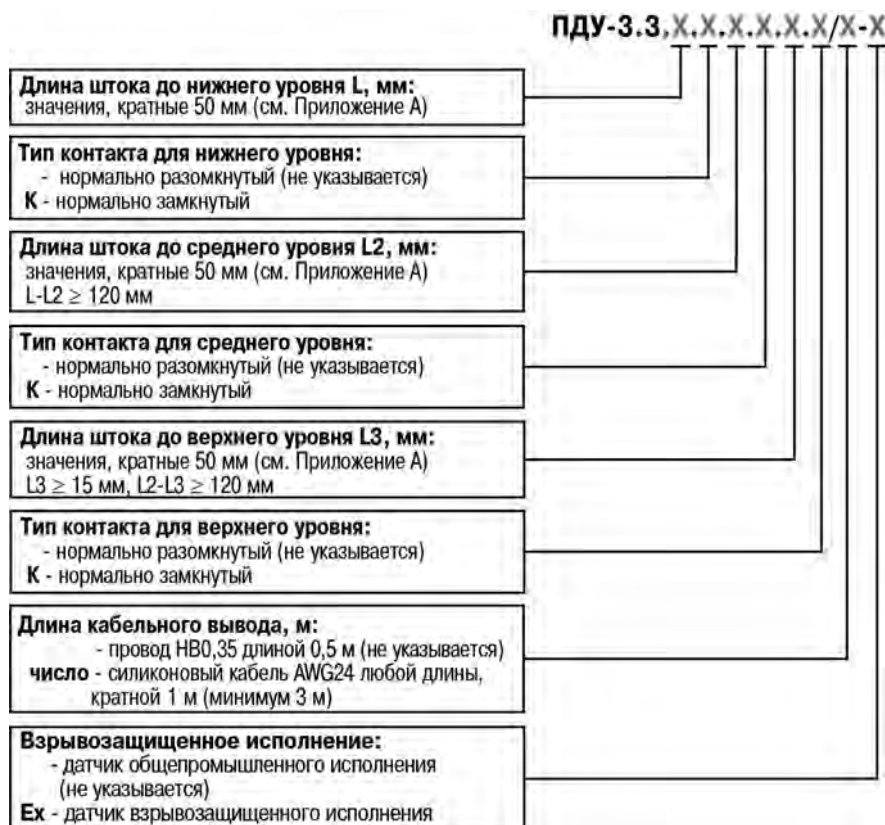 ПДУ-3.3.X.X.X.X.X.X/X-X
Длина штока до нижнего уровня L, мм:
значения, кратные 50 мм (см. Приложение А)
Тип контакта для нижнего уровня:
- нормально разомкнутый (не указывается)
К - нормально замкнутый
Длина штока до среднего уровня L2, мм:
значения, кратные 50 мм (см. Приложение А)
L-L2 ≥ 120 мм
Тип контакта для среднего уровня:
- нормально разомкнутый (не указывается)
К - нормально замкнутый
Длина штока до верхнего уровня L3, мм:
значения, кратные 50 мм (см. Приложение А)
L3 ≥ 15 мм, L2-L3 ≥ 120 мм
Тип контакта для верхнего уровня:
- нормально разомкнутый (не указывается)
К - нормально замкнутый
Длина кабельного вывода, м:
- провод НВ0,35 длиной 0,5 м (не указывается)
число - силиконовый кабель AWG24 любой длины,
кратной 1 м (минимум 3 м)
Взрывозащищенное исполнение:
- датчик общепромышленного исполнения
(не указывается)
Ex - датчик взрывозащищенного исполнения